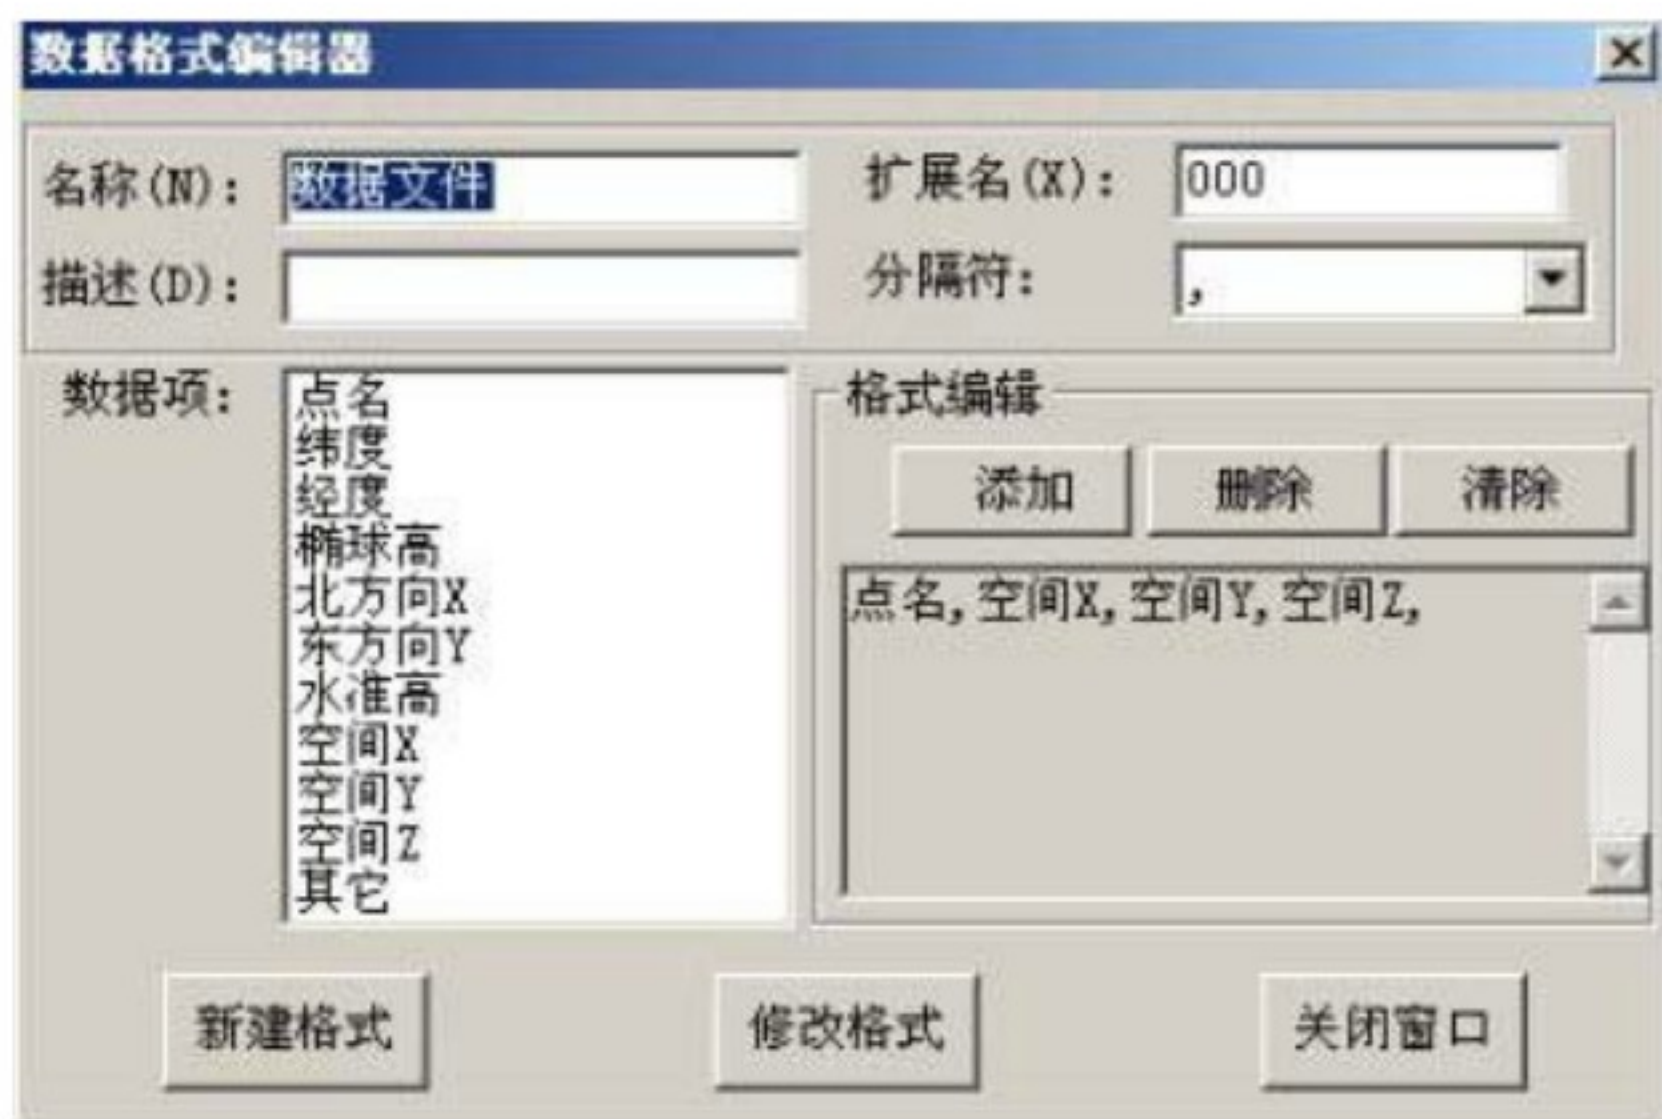 数据格式编辑器
名称(N): 数据文件 扩展名(X): 000
描述(D): 分隔符: ,
数据项:
点名
纬度
经度
椭球高
北方向X
东方向Y
水准高
空间X
空间Y
空间Z
其它
格式编辑
添加 删除 清除
点名,空间X,空间Y,空间Z,
新建格式 修改格式 关闭窗口